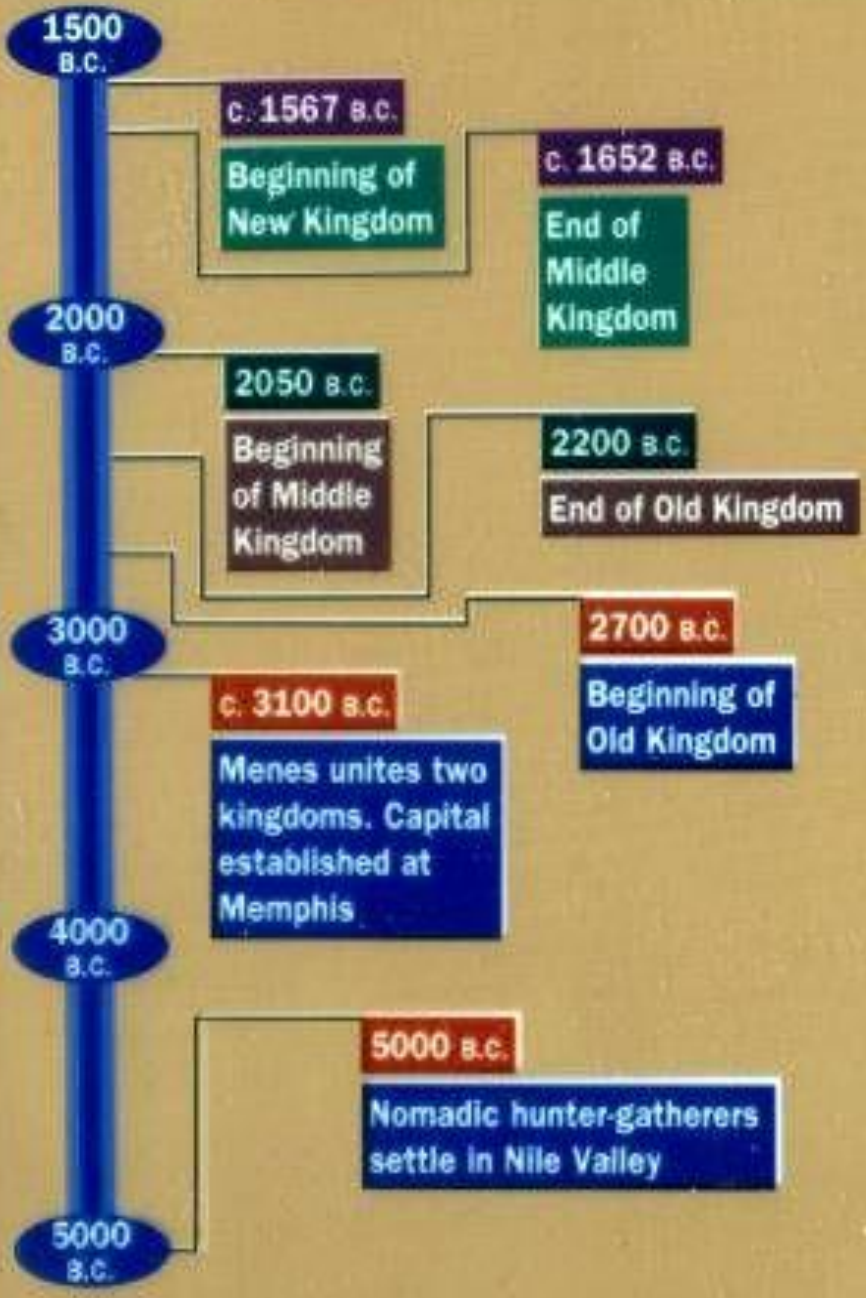 1500
B.C.
C. 1567 B.C.
Beginning of
New Kingdom
C. 1652 B.C.
End of
Middle
Kingdom
2000
B.C.
2050 B.C.
Beginning
of Middle
Kingdom
2200 B.C.
End of Old Kingdom
3000
B.C.
2700 B.C.
Beginning of
Old Kingdom
C. 3100 B.C.
Menes unites two
kingdoms. Capital
established at
Memphis
4000
B.C.
5000 B.C.
Nomadic hunter-gatherers
settle in Nile Valley
5000
B.C.